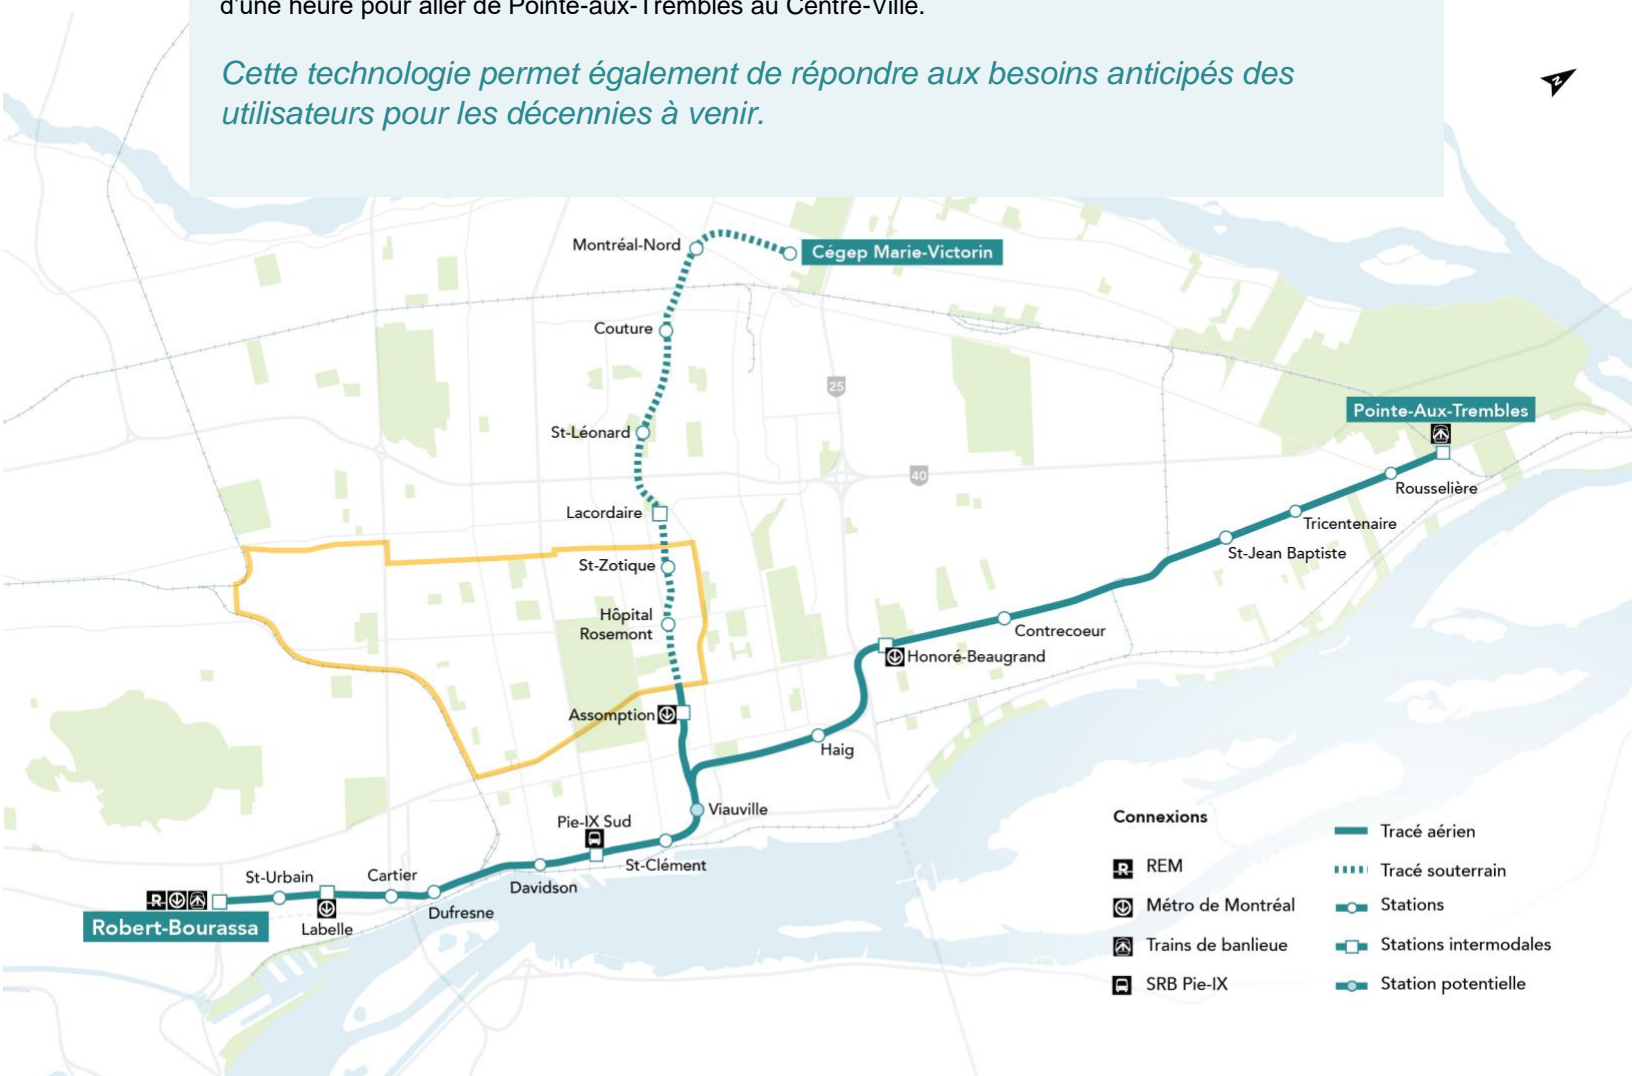 d'une heure pour aller de Pointe-aux-Trembles au Centre-Ville.
Cette technologie permet également de répondre aux besoins anticipés des
utilisateurs pour les décennies à venir.
N
Montréal-Nord
Cégep Marie-Victorin
Couture
25
St-Léonard
Pointe-Aux-Trembles
40
Rousselière
Lacordaire
Tricentenaire
St-Jean Baptiste
St-Zotique
Hôpital
Rosemont
Contrecoeur
Honoré-Beaugrand
Assomption
Haig
Viauville
Pie-IX Sud
St-Clément
St-Urbain
Cartier
Davidson
Dufresne
R
Robert-Bourassa
Labelle
Connexions
R REM
Métro de Montréal
Trains de banlieue
SRB Pie-IX
Tracé aérien
Tracé souterrain
Stations
Stations intermodales
Station potentielle